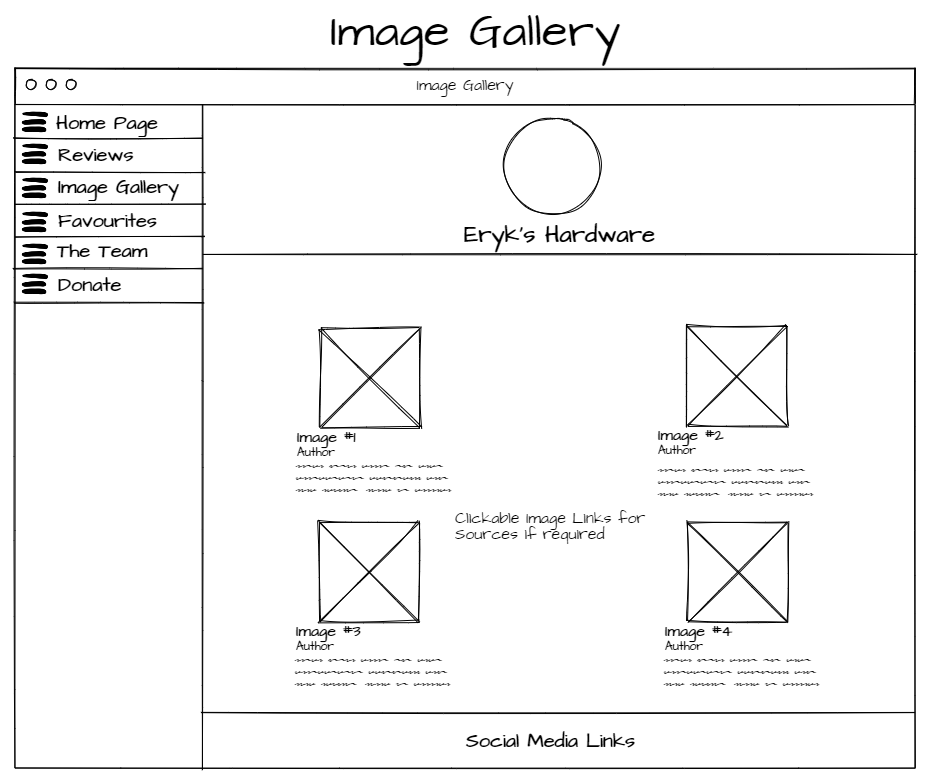 Image Gallery
Image Gallery
Home Page
Reviews
Image Gallery
Favourites
The Team
Donate
Eryk's Hardware
Image #1
Author
Image #2
Author
Clickable Image Links for
Sources if required
Image #3
Author
Image #4
Author
Social Media Links